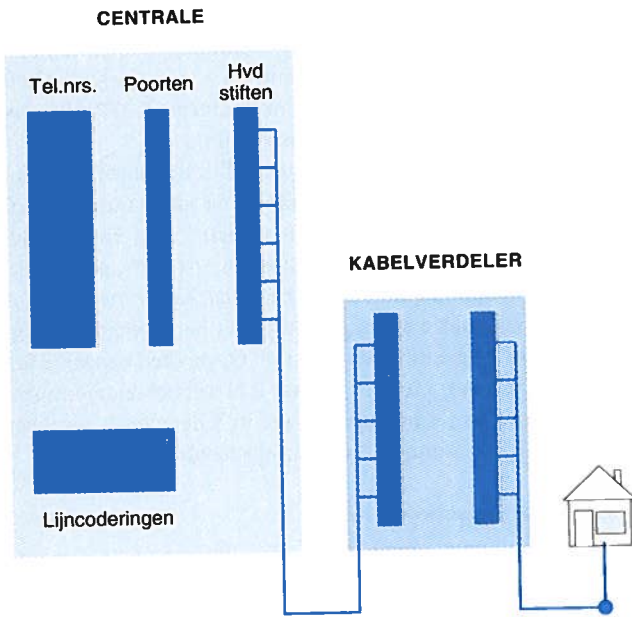 CENTRALE
Tel.nrs.
Poorten
Hvd
stiften
KABELVERDELER
Lijncoderingen